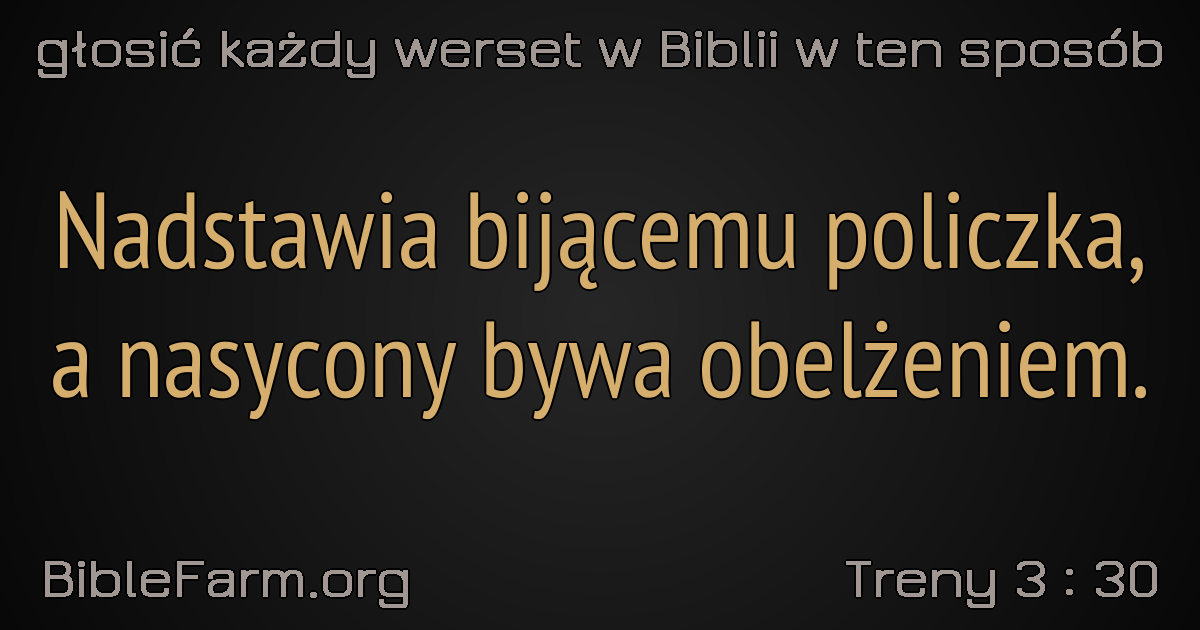 głosić każdy werset w Biblii w ten sposób
Nadstawia bijącemu policzka,
a nasycony bywa obelżeniem.
BibleFarm.org
Treny 3 : 30